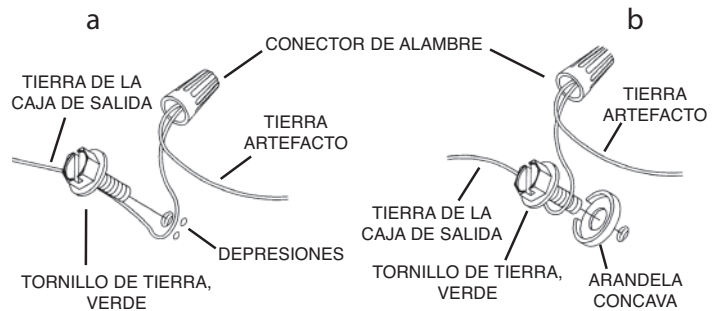 a
b
CONECTOR DE ALAMBRE
TIERRA DE LA
CAJA DE SALIDA
TIERRA
ARTEFACTO
DEPRESIONES
TORNILLO DE TIERRA,
VERDE
TIERRA
ARTEFACTO
TIERRA DE LA
CAJA DE SALIDA
TORNILLO DE TIERRA,
VERDE
ARANDELA
CONCAVA